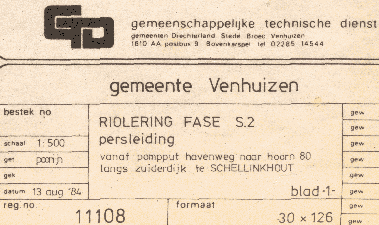 gemeenschappelijke technische dienst
gemeenten Drechterland Stede Broec Venhuizen
1610 AA postbus 9 Bovenkarspel tel 02285 14544
gemeente Venhuizen
bestek no
RIOLERING FASE S.2
persleiding
schaal 1:500
vanaf pompput havenweg naar hoorn 80
langs zuiderdijk te SCHELLINKHOUT
get
gek
datum 13 aug '84
blad -1-
reg.no. 11108
formaat 30 × 126
gew
gew
gew
gew
gew
gew
gew